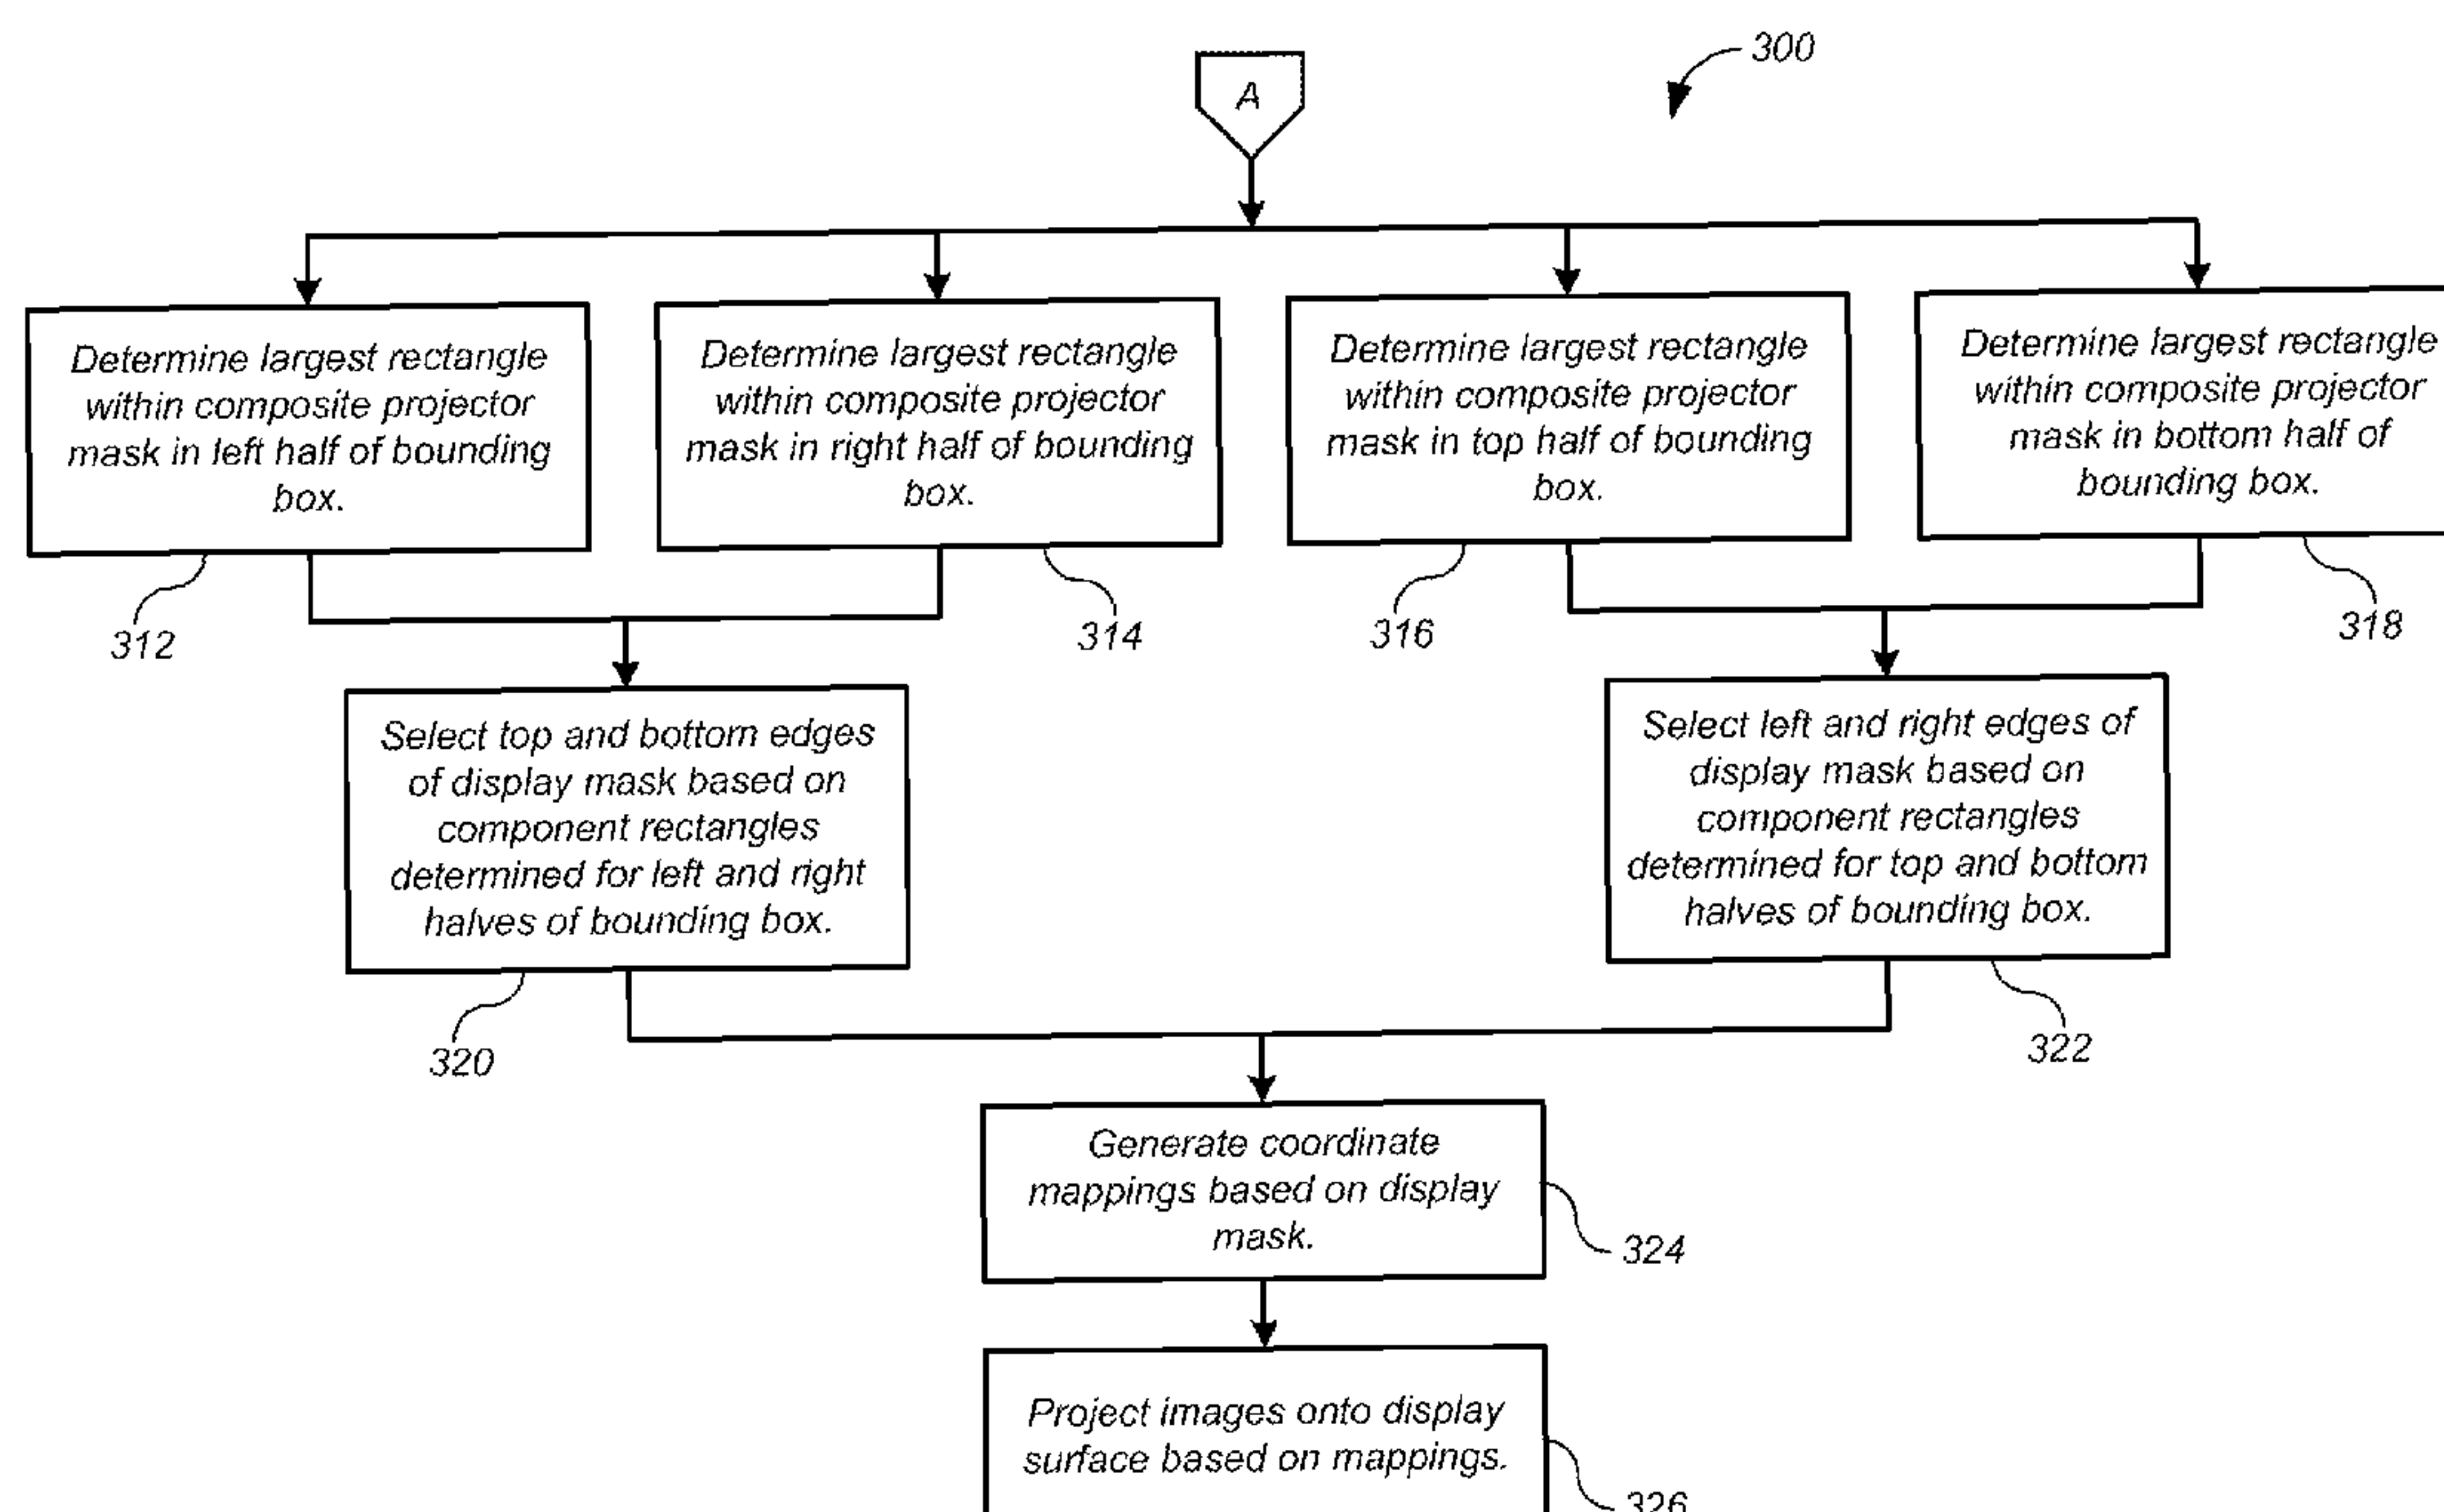 300
A
Determine largest rectangle
within composite projector
mask in left half of bounding
box.
Determine largest rectangle
within composite projector
mask in right half of bounding
box.
Determine largest rectangle
within composite projector
mask in top half of bounding
box.
Determine largest rectangle
within composite projector
mask in bottom half of
bounding box.
312
314
316
318
Select top and bottom edges
of display mask based on
component rectangles
determined for left and right
halves of bounding box.
Select left and right edges of
display mask based on
component rectangles
determined for top and bottom
halves of bounding box.
320
322
Generate coordinate
mappings based on display
mask.
324
Project images onto display
surface based on mappings.
326